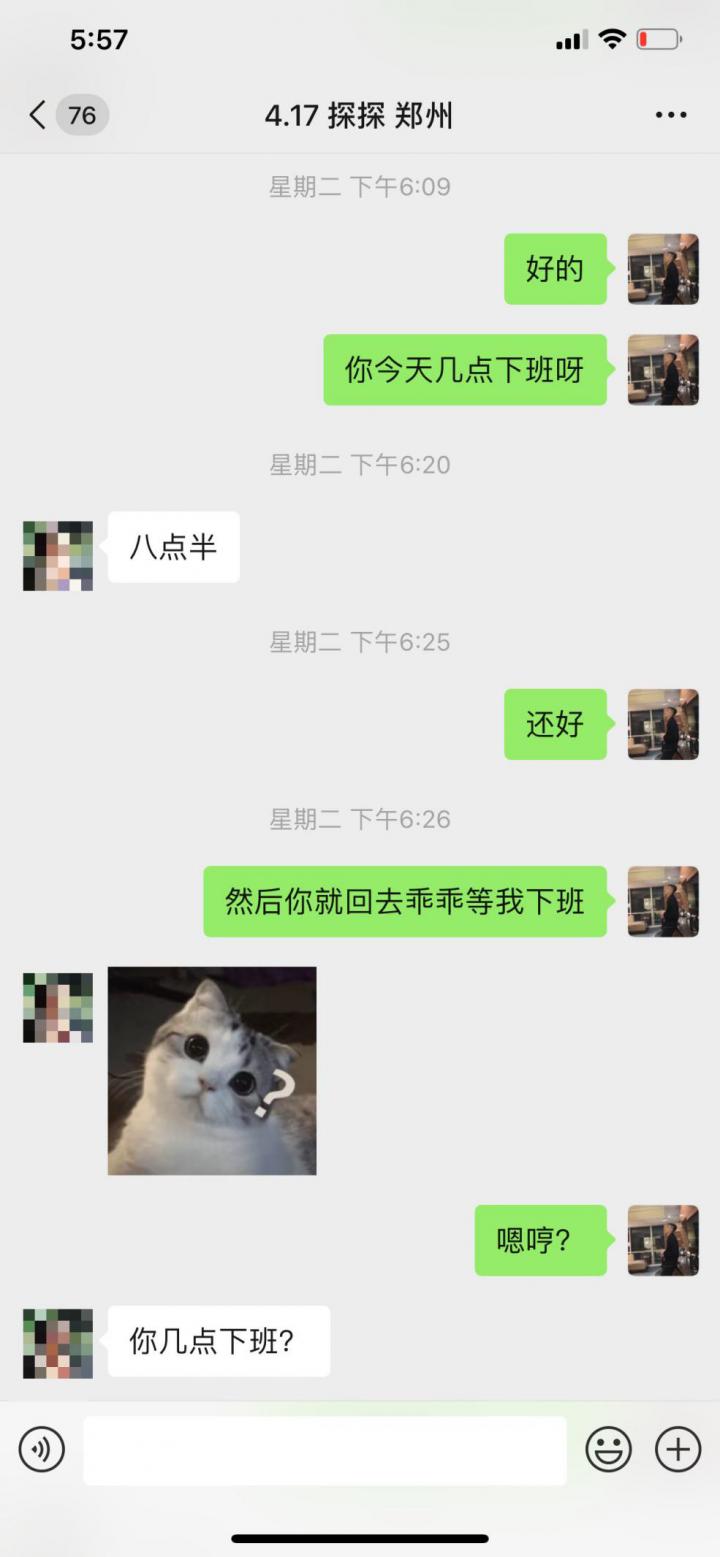 5:57
76
4.17 探探 郑州
星期二 下午6:09
好的
你今天几点下班呀
星期二 下午6:20
八点半
星期二 下午6:25
还好
星期二 下午6:26
然后你就回去乖乖等我下班
?
嗯哼?
你几点下班?